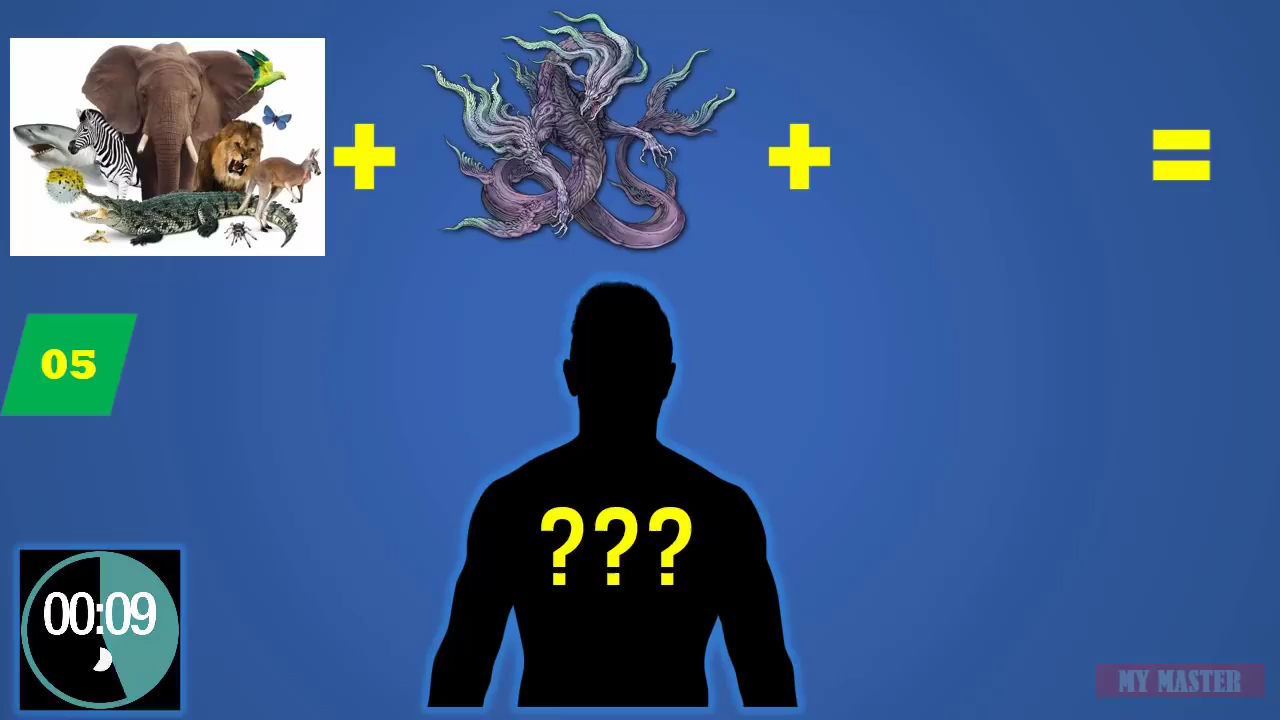 + + =
05
???
00:09
MY MASTER